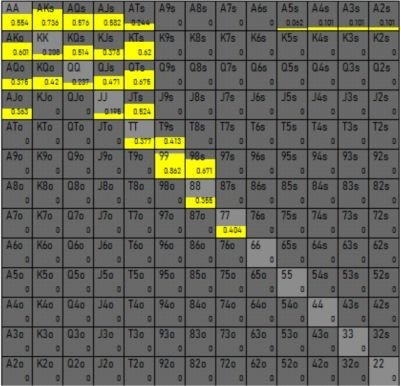 AA AKs AQs AJs ATs A9s A8s A7s A6s A5s A4s A3s A2s
0.554 0.736 0.576 0.582 0.244 0 0 0 0 0.062 0.101 0.101 0.101
AKo KK KQs KJs KTs K9s K8s K7s K6s K5s K4s K3s K2s
0.601 0.514 0.378 0.62 0 0 0 0 0 0 0 0
AQo KQo QQ QJs QTs Q9s Q8s Q7s Q6s Q5s Q4s Q3s Q2s
0.375 0.42 0.237 0.471 0.675 0 0 0 0 0 0 0 0
AJo KJo QJo JJ JTs J9s J8s J7s J6s J5s J4s J3s J2s
0 0 0.195 0.524 0 0 0 0 0 0 0 0
ATo KTo QTo JTo TT T9s T8s T7s T6s T5s T4s T3s T2s
0 0 0 0 0.377 0.413 0 0 0 0 0 0 0
A9o K9o Q9o J9o T9o 99 98s 97s 96s 95s 94s 93s 92s
0 0 0 0 0 0.862 0.671 0 0 0 0 0 0
A8o K8o Q8o J8o T8o 98o 88 87s 86s 85s 84s 83s 82s
0 0 0 0 0 0 0.355 0 0 0 0 0 0
A7o K7o Q7o J7o T7o 97o 87o 77 76s 75s 74s 73s 72s
0 0 0 0 0 0 0 0.404 0 0 0 0 0
A6o K6o Q6o J6o T6o 96o 86o 76o 66 65s 64s 63s 62s
0 0 0 0 0 0 0 0 0 0 0 0 0
A5o K5o Q5o J5o T5o 95o 85o 75o 65o 55 54s 53s 52s
0 0 0 0 0 0 0 0 0 0 0 0 0
A4o K4o Q4o J4o T4o 94o 84o 74o 64o 54o 44 43s 42s
0 0 0 0 0 0 0 0 0 0 0 0 0
A3o K3o Q3o J3o T3o 93o 83o 73o 63o 53o 43o 33 32s
0 0 0 0 0 0 0 0 0 0 0 0 0
A2o K2o Q2o J2o T2o 92o 82o 72o 62o 52o 42o 32o 22
0 0 0 0 0 0 0 0 0 0 0 0 0